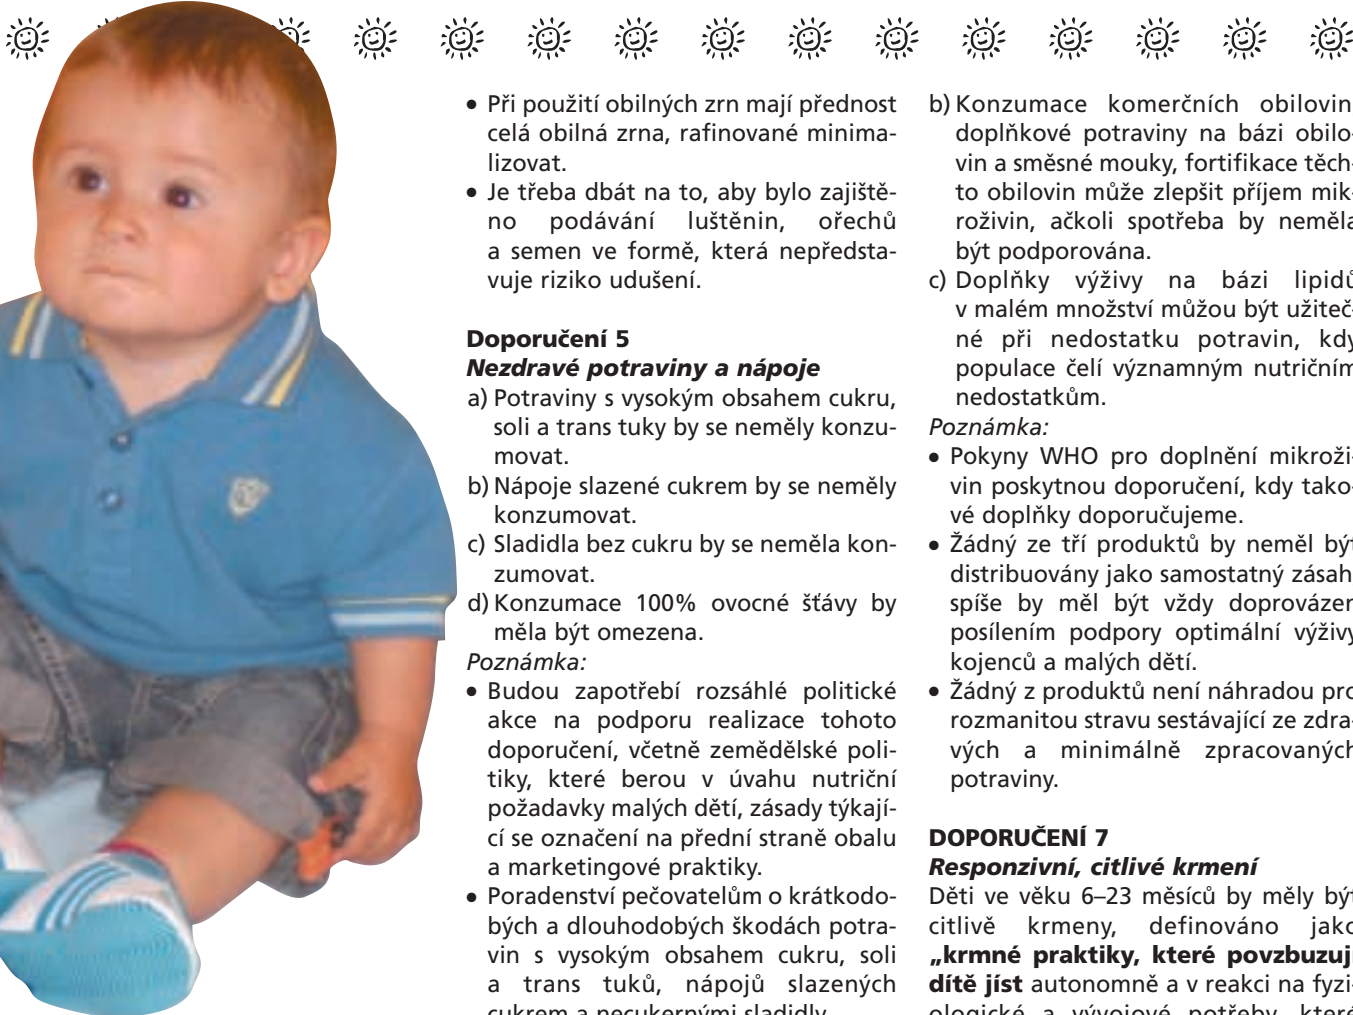 • Při použití obilných zrn mají přednost
celá obilná zrna, rafinované minima-
lizovat.
• Je třeba dbát na to, aby bylo zajiště-
no podávání luštěnin, ořechů
a semen ve formě, která nepředsta-
vuje riziko udušení.
Doporučení 5
Nezdravé potraviny a nápoje
a) Potraviny s vysokým obsahem cukru,
soli a trans tuky by se neměly konzu-
movat.
b) Nápoje slazené cukrem by se neměly
konzumovat.
c) Sladidla bez cukru by se neměla kon-
zumovat.
d) Konzumace 100% ovocné šťávy by
měla být omezena.
Poznámka:
• Budou zapotřebí rozsáhlé politické
akce na podporu realizace tohoto
doporučení, včetně zemědělské poli-
tiky, které berou v úvahu nutriční
požadavky malých dětí, zásady týkají-
cí se označení na přední straně obalu
a marketingové praktiky.
• Poradenství pečovatelům o krátkodo-
bých a dlouhodobých škodách potra-
vin s vysokým obsahem cukru, soli
a trans tuků, nápojů slazených
cukrem a necukernými sladidly
b) Konzumace komerčních obilovin
doplňkové potraviny na bázi obilo-
vin a směsné mouky, fortifikace těch-
to obilovin může zlepšit příjem mik-
roživin, ačkoli spotřeba by neměla
být podporována.
c) Doplňky výživy na bázi lipidů
v malém množství můžou být užiteč-
né při nedostatku potravin, kdy
populace čelí významným nutričním
nedostatkům.
Poznámka:
• Pokyny WHO pro doplnění mikroži-
vin poskytnou doporučení, kdy tako-
vé doplňky doporučujeme.
• Žádný ze tří produktů by neměl být
distribuovány jako samostatný zásah
spíše by měl být vždy doprovázen
posílením podpory optimální výživy
kojenců a malých dětí.
• Žádný z produktů není náhradou pro
rozmanitou stravu sestávající ze zdra-
vých a minimálně zpracovaných
potraviny.
DOPORUČENÍ 7
Responzivní, citlivé krmení
Děti ve věku 6–23 měsíců by měly být
citlivě krmeny, definováno jako
„krmné praktiky, které povzbuzují
dítě jíst autonomně a v reakci na fyzi-
ologické a vývojové potřeby, které